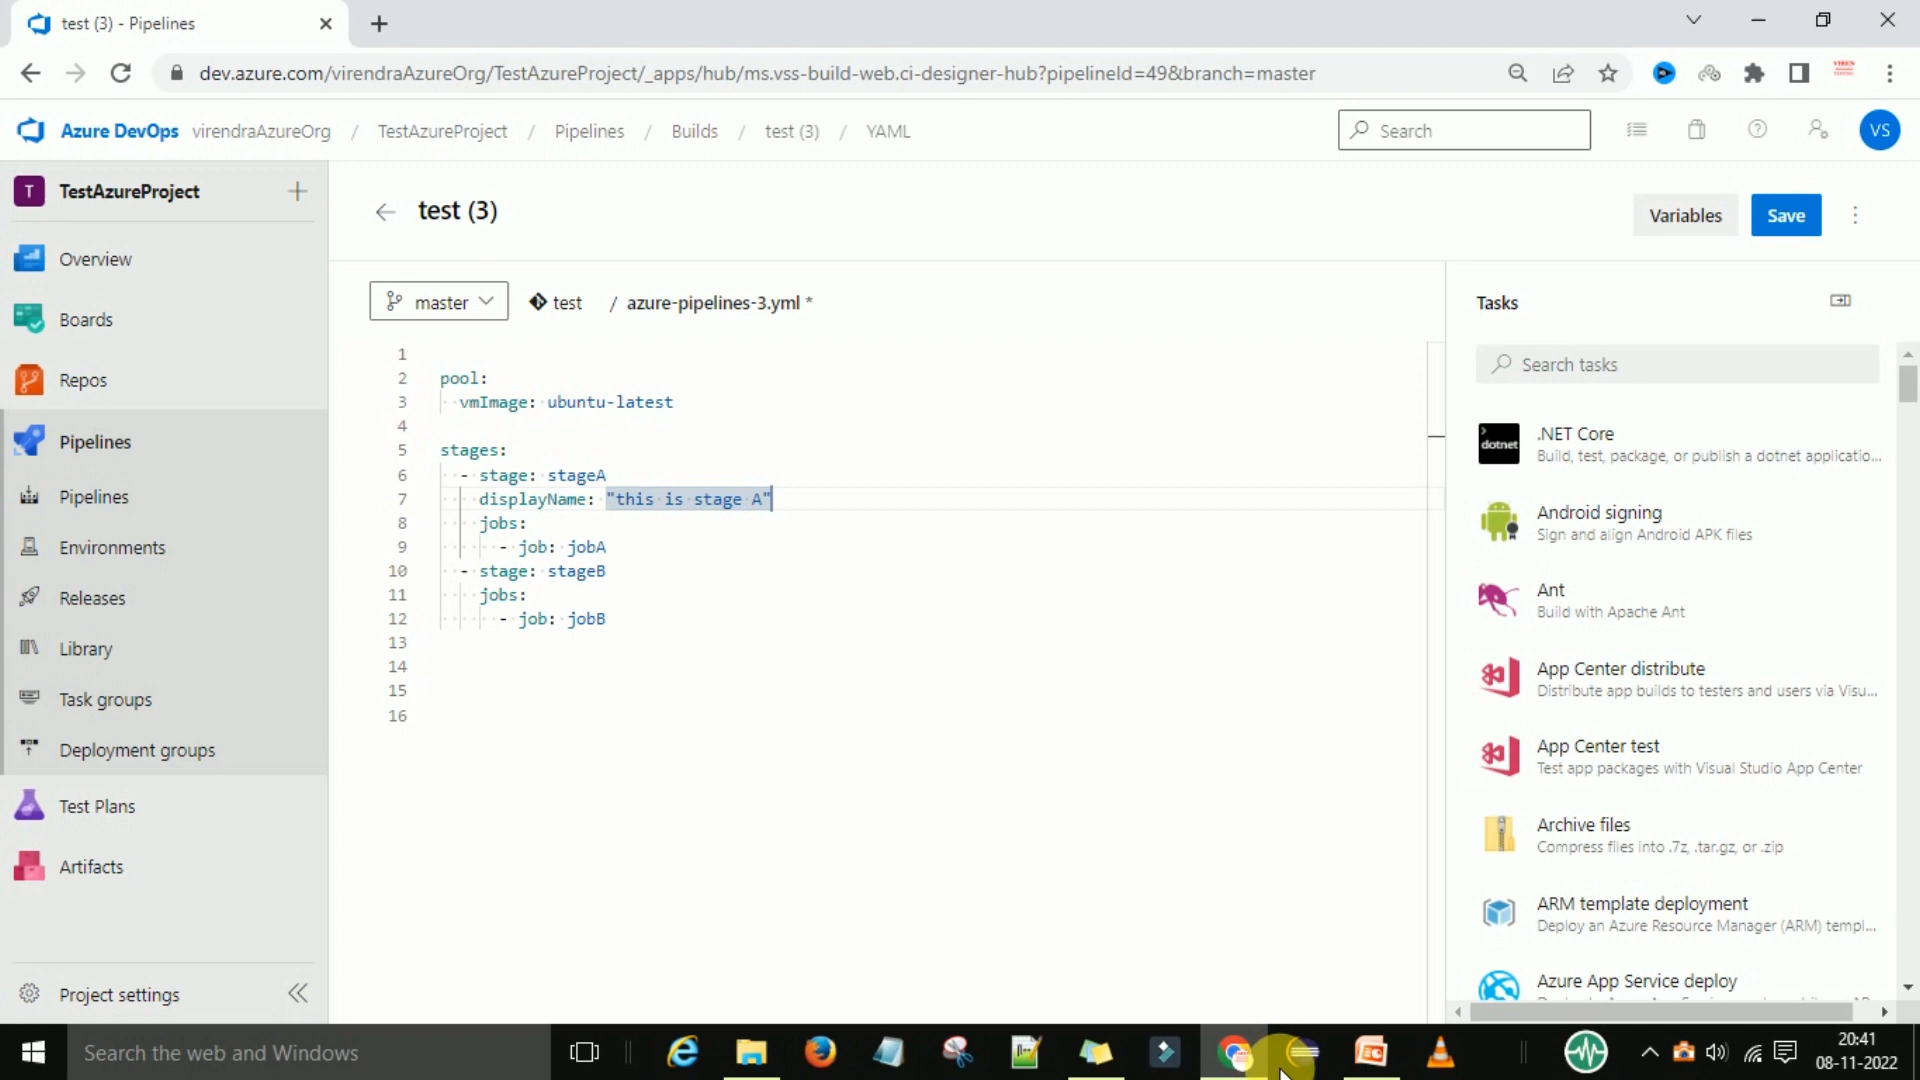 test (3) - Pipelines
dev.azure.com/virendraAzureOrg/TestAzureProject/_apps/hub/ms.vss-build-web.ci-designer-hub?pipelineId=49&branch=master
Azure DevOps virendraAzureOrg / TestAzureProject / Pipelines / Builds / test (3) / YAML
Search
VS
T TestAzureProject
Overview
Boards
Repos
Pipelines
Pipelines
Environments
Releases
Library
Task groups
Deployment groups
Test Plans
Artifacts
Project settings
test (3)
Variables
Save
master
test / azure-pipelines-3.yml *
1
2 pool:
3 vmImage: ubuntu-latest
4
5 stages:
6 - stage: stageA
7 displayName: "this is stage A"
8 jobs:
9 - job: jobA
10 - stage: stageB
11 jobs:
12 - job: jobB
13
14
15
16
Tasks
Search tasks
dotnet
.NET Core
Build, test, package, or publish a dotnet applicatio...
Android signing
Sign and align Android APK files
Ant
Build with Apache Ant
App Center distribute
Distribute app builds to testers and users via Visu...
App Center test
Test app packages with Visual Studio App Center
Archive files
Compress files into .7z, .tar.gz, or .zip
ARM template deployment
Deploy an Azure Resource Manager (ARM) templ...
Azure App Service deploy
Search the web and Windows
20:41
08-11-2022